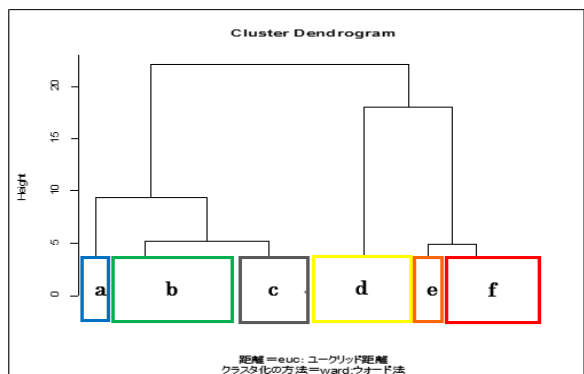 Cluster Dendrogram
Height
20
15
10
5
0
a b c d e f
距離＝euc: ユークリッド距離
クラスタ化の方法＝ward:ウォード法